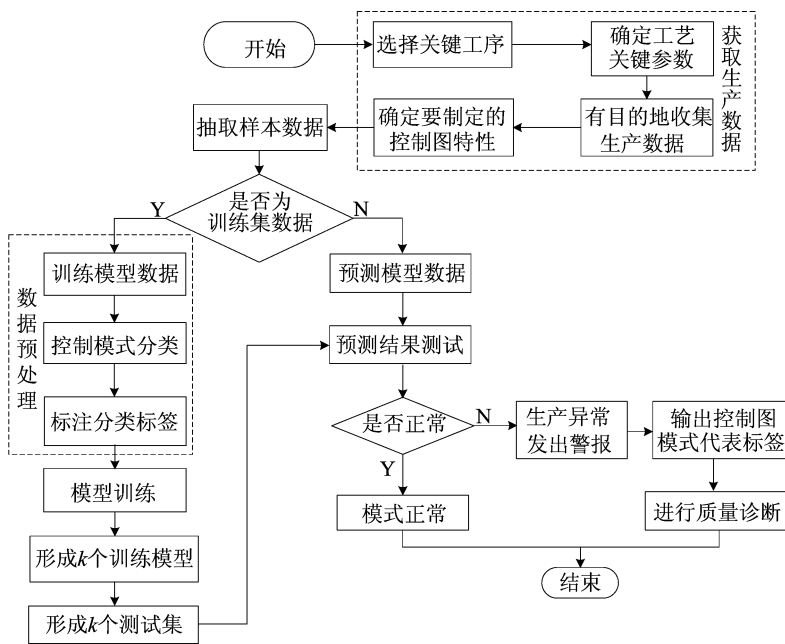 开始
选择关键工序
确定工艺
关键参数
获取生产数据
抽取样本数据
确定要制定的
控制图特性
有目的地收集
生产数据
是否为
训练集数据
Y
N
数据预处理
训练模型数据
预测模型数据
控制模式分类
预测结果测试
标注分类标签
是否正常
N
生产异常
发出警报
输出控制图
模式代表标签
Y
模型训练
模式正常
进行质量诊断
形成k个训练模型
结束
形成k个测试集